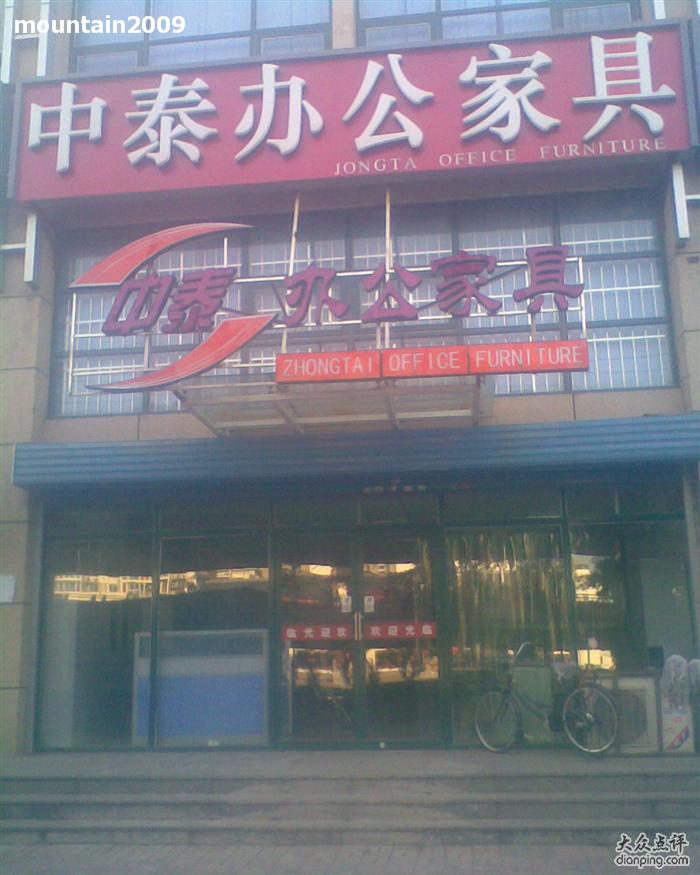 mountain2009
中泰办公家具
JONGTA OFFICE FURNITURE
中泰办公家具
ZHONGTAI OFFICE FURNITURE
临光迎欢 欢迎光临
大众点评
dianping.com